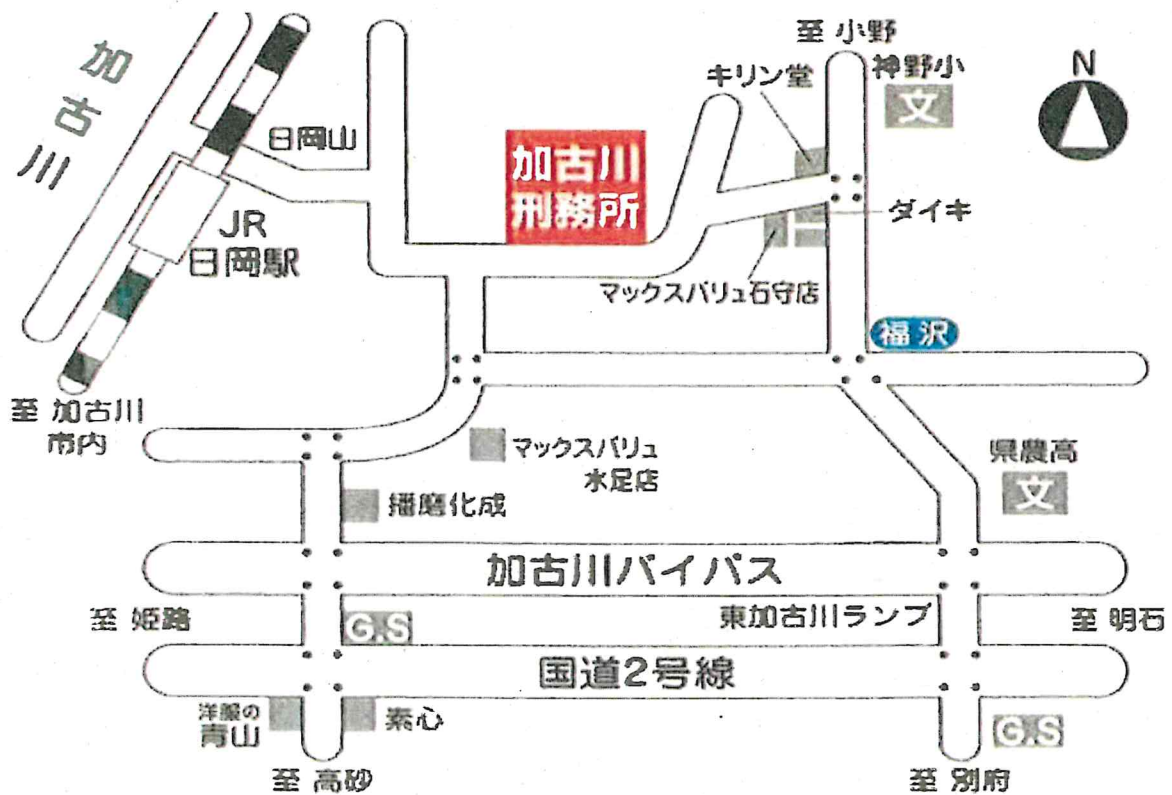 加古川
至 小野
キリン堂
神野小
文
N
日岡山
加古川
刑務所
JR
日岡駅
ダイキ
マックスバリュ石守店
福沢
至 加古川
市内
マックスバリュ
水足店
県農高
文
播磨化成
加古川バイパス
至 姫路
G.S
東加古川ランプ
至 明石
国道2号線
洋服の
青山
素心
G.S
至 高砂
至 別府